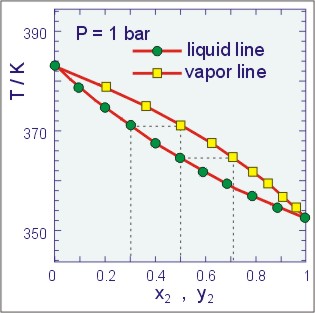 390
P = 1 bar
liquid line
vapor line
T / K
370
350
0
0.2
0.4
0.6
0.8
1
x2 , y2